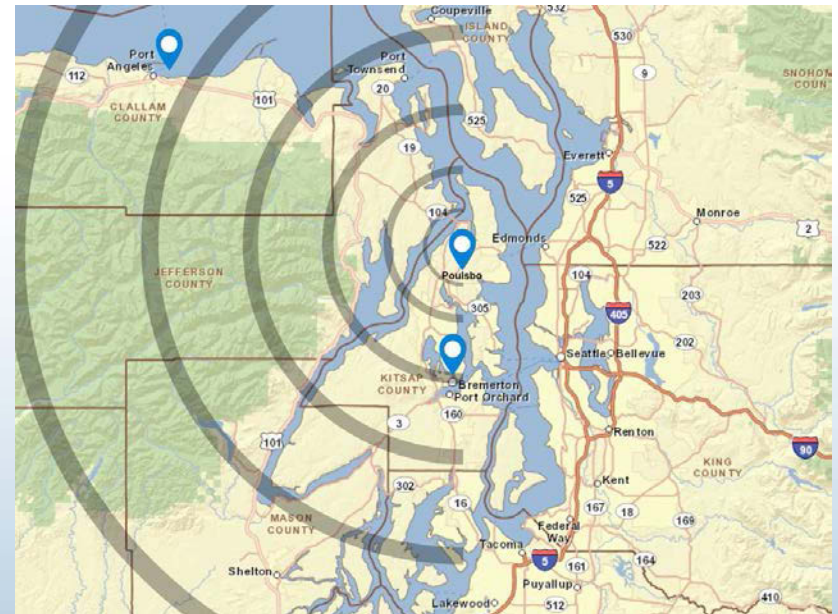 Coupeville
ISLAND
COUNTY
530
Port
Angeles
112
Port
Townsend
20
9
SNOHOM
COUN
101
CLALLAM
COUNTY
525
19
Everett
5
525
104
Monroe
2
Edmonds
522
Poulsbo
JEFFERSON
COUNTY
104
203
305
405
202
Seattle
Bellevue
KITSAP
COUNTY
Bremerton
Port Orchard
160
3
101
Renton
90
KING
COUNTY
302
16
Kent
167
18
169
MASON
COUNTY
Federal
Way
Tacoma
5
161
164
Shelton
Puyallup
410
Lakewood
512